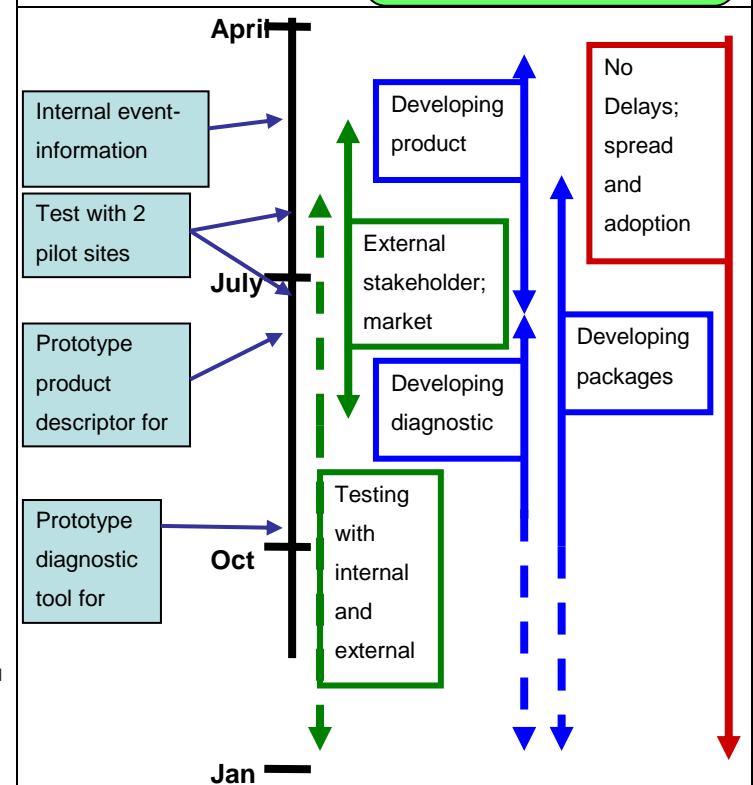 April
Internal event-
information
Test with 2
pilot sites
July
Prototype
product
descriptor for
Prototype
diagnostic
tool for
Oct
Jan
External
stakeholder;
market
Testing
with
internal
and
external
Developing
product
Developing
diagnostic
Developing
packages
No
Delays;
spread
and
adoption